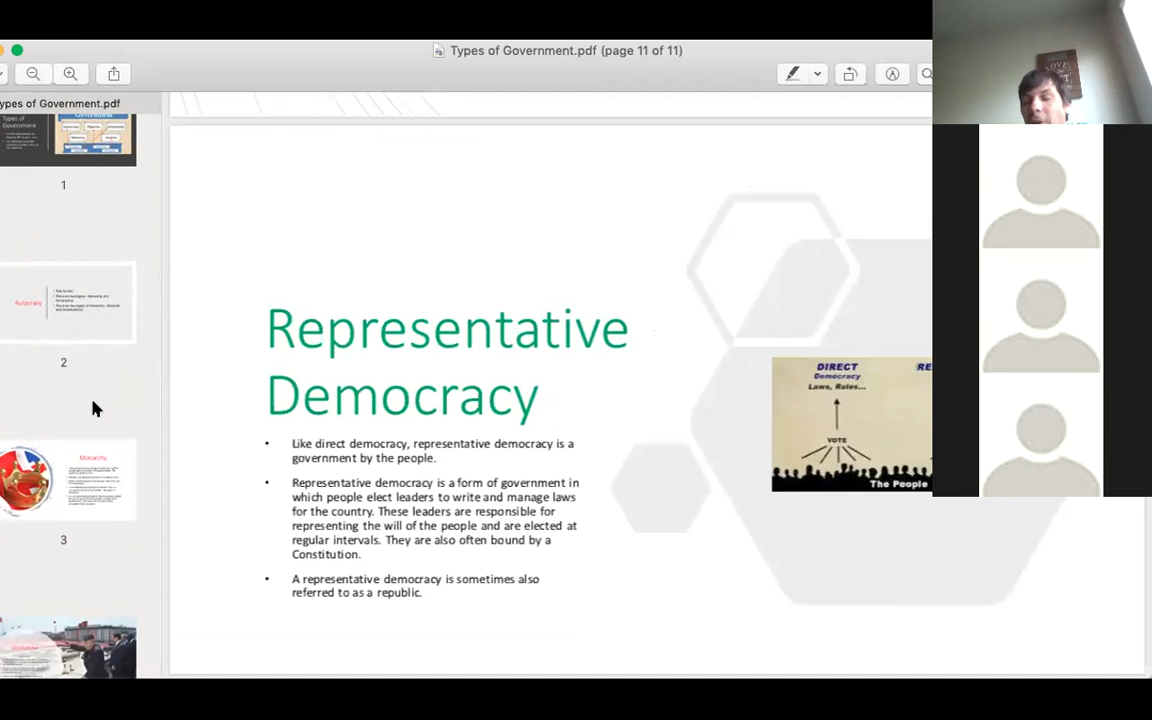 Types of Government.pdf (page 11 of 11)
ypes of Government.pdf
Types of
Government
1
Autocracy
2
Monarchy
3
Representative
Democracy
• Like direct democracy, representative democracy is a
government by the people.
• Representative democracy is a form of government in
which people elect leaders to write and manage laws
for the country. These leaders are responsible for
representing the will of the people and are elected at
regular intervals. They are also often bound by a
Constitution.
• A representative democracy is sometimes also
referred to as a republic.
DIRECT
Democracy
Laws, Rules...
VOTE
The People
RE